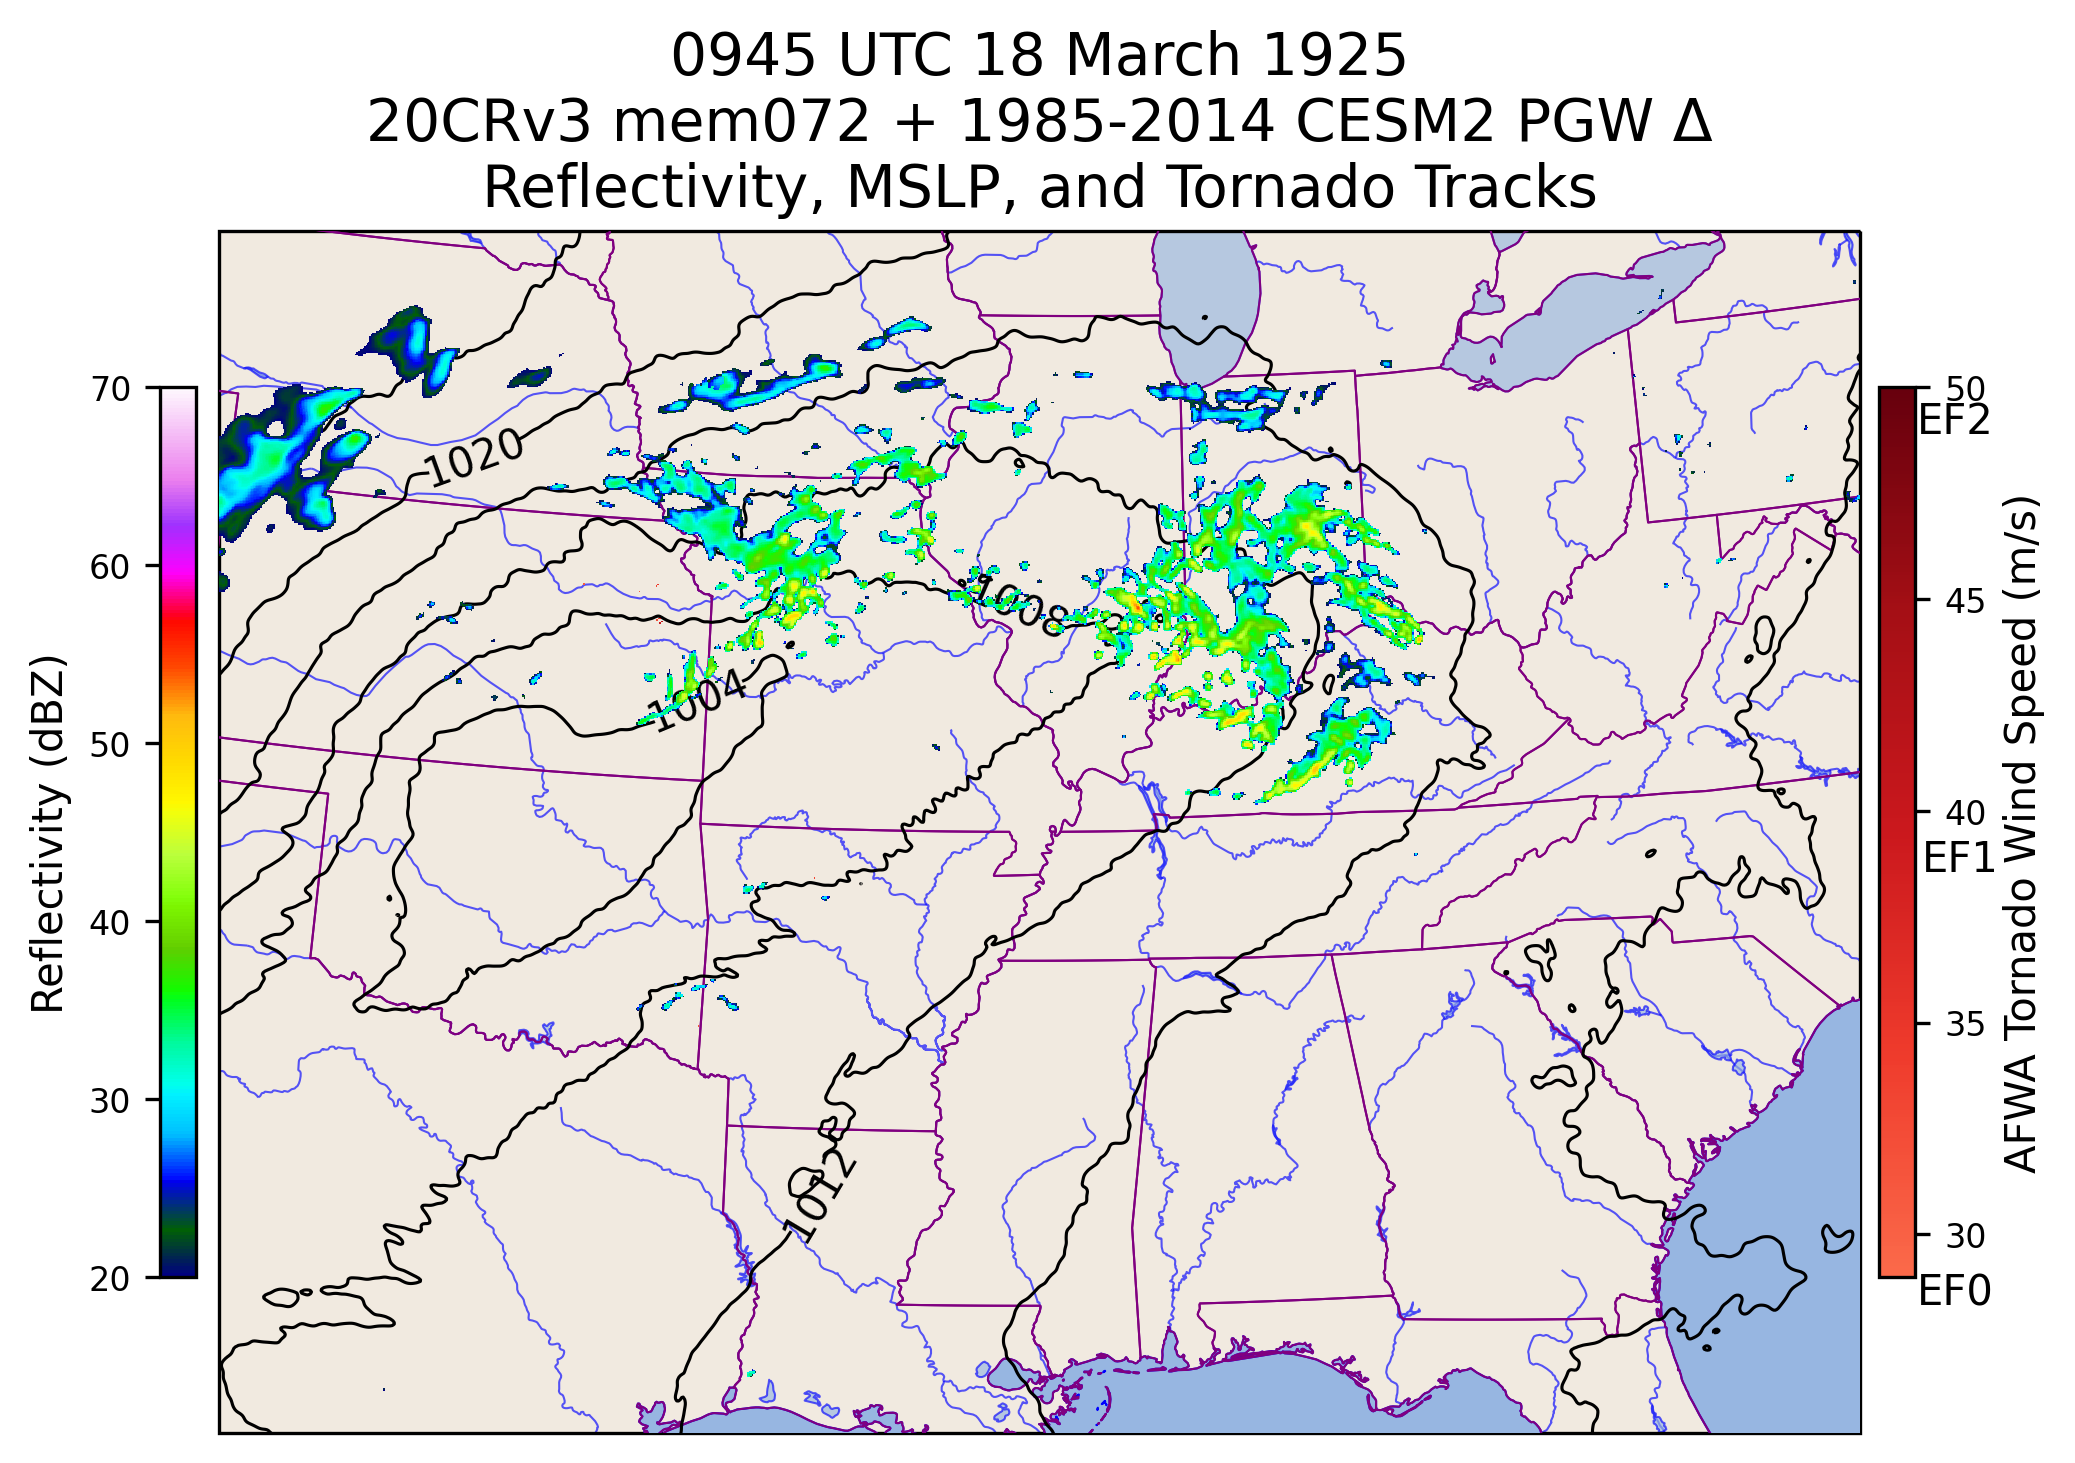 0945 UTC 18 March 1925
20CRv3 mem072 + 1985-2014 CESM2 PGW Δ
Reflectivity, MSLP, and Tornado Tracks
70
60
50
40
30
20
Reflectivity (dBZ)
1020
1008
1004
1012
50
EF2
45
40
EF1
35
30
EF0
AFWA Tornado Wind Speed (m/s)